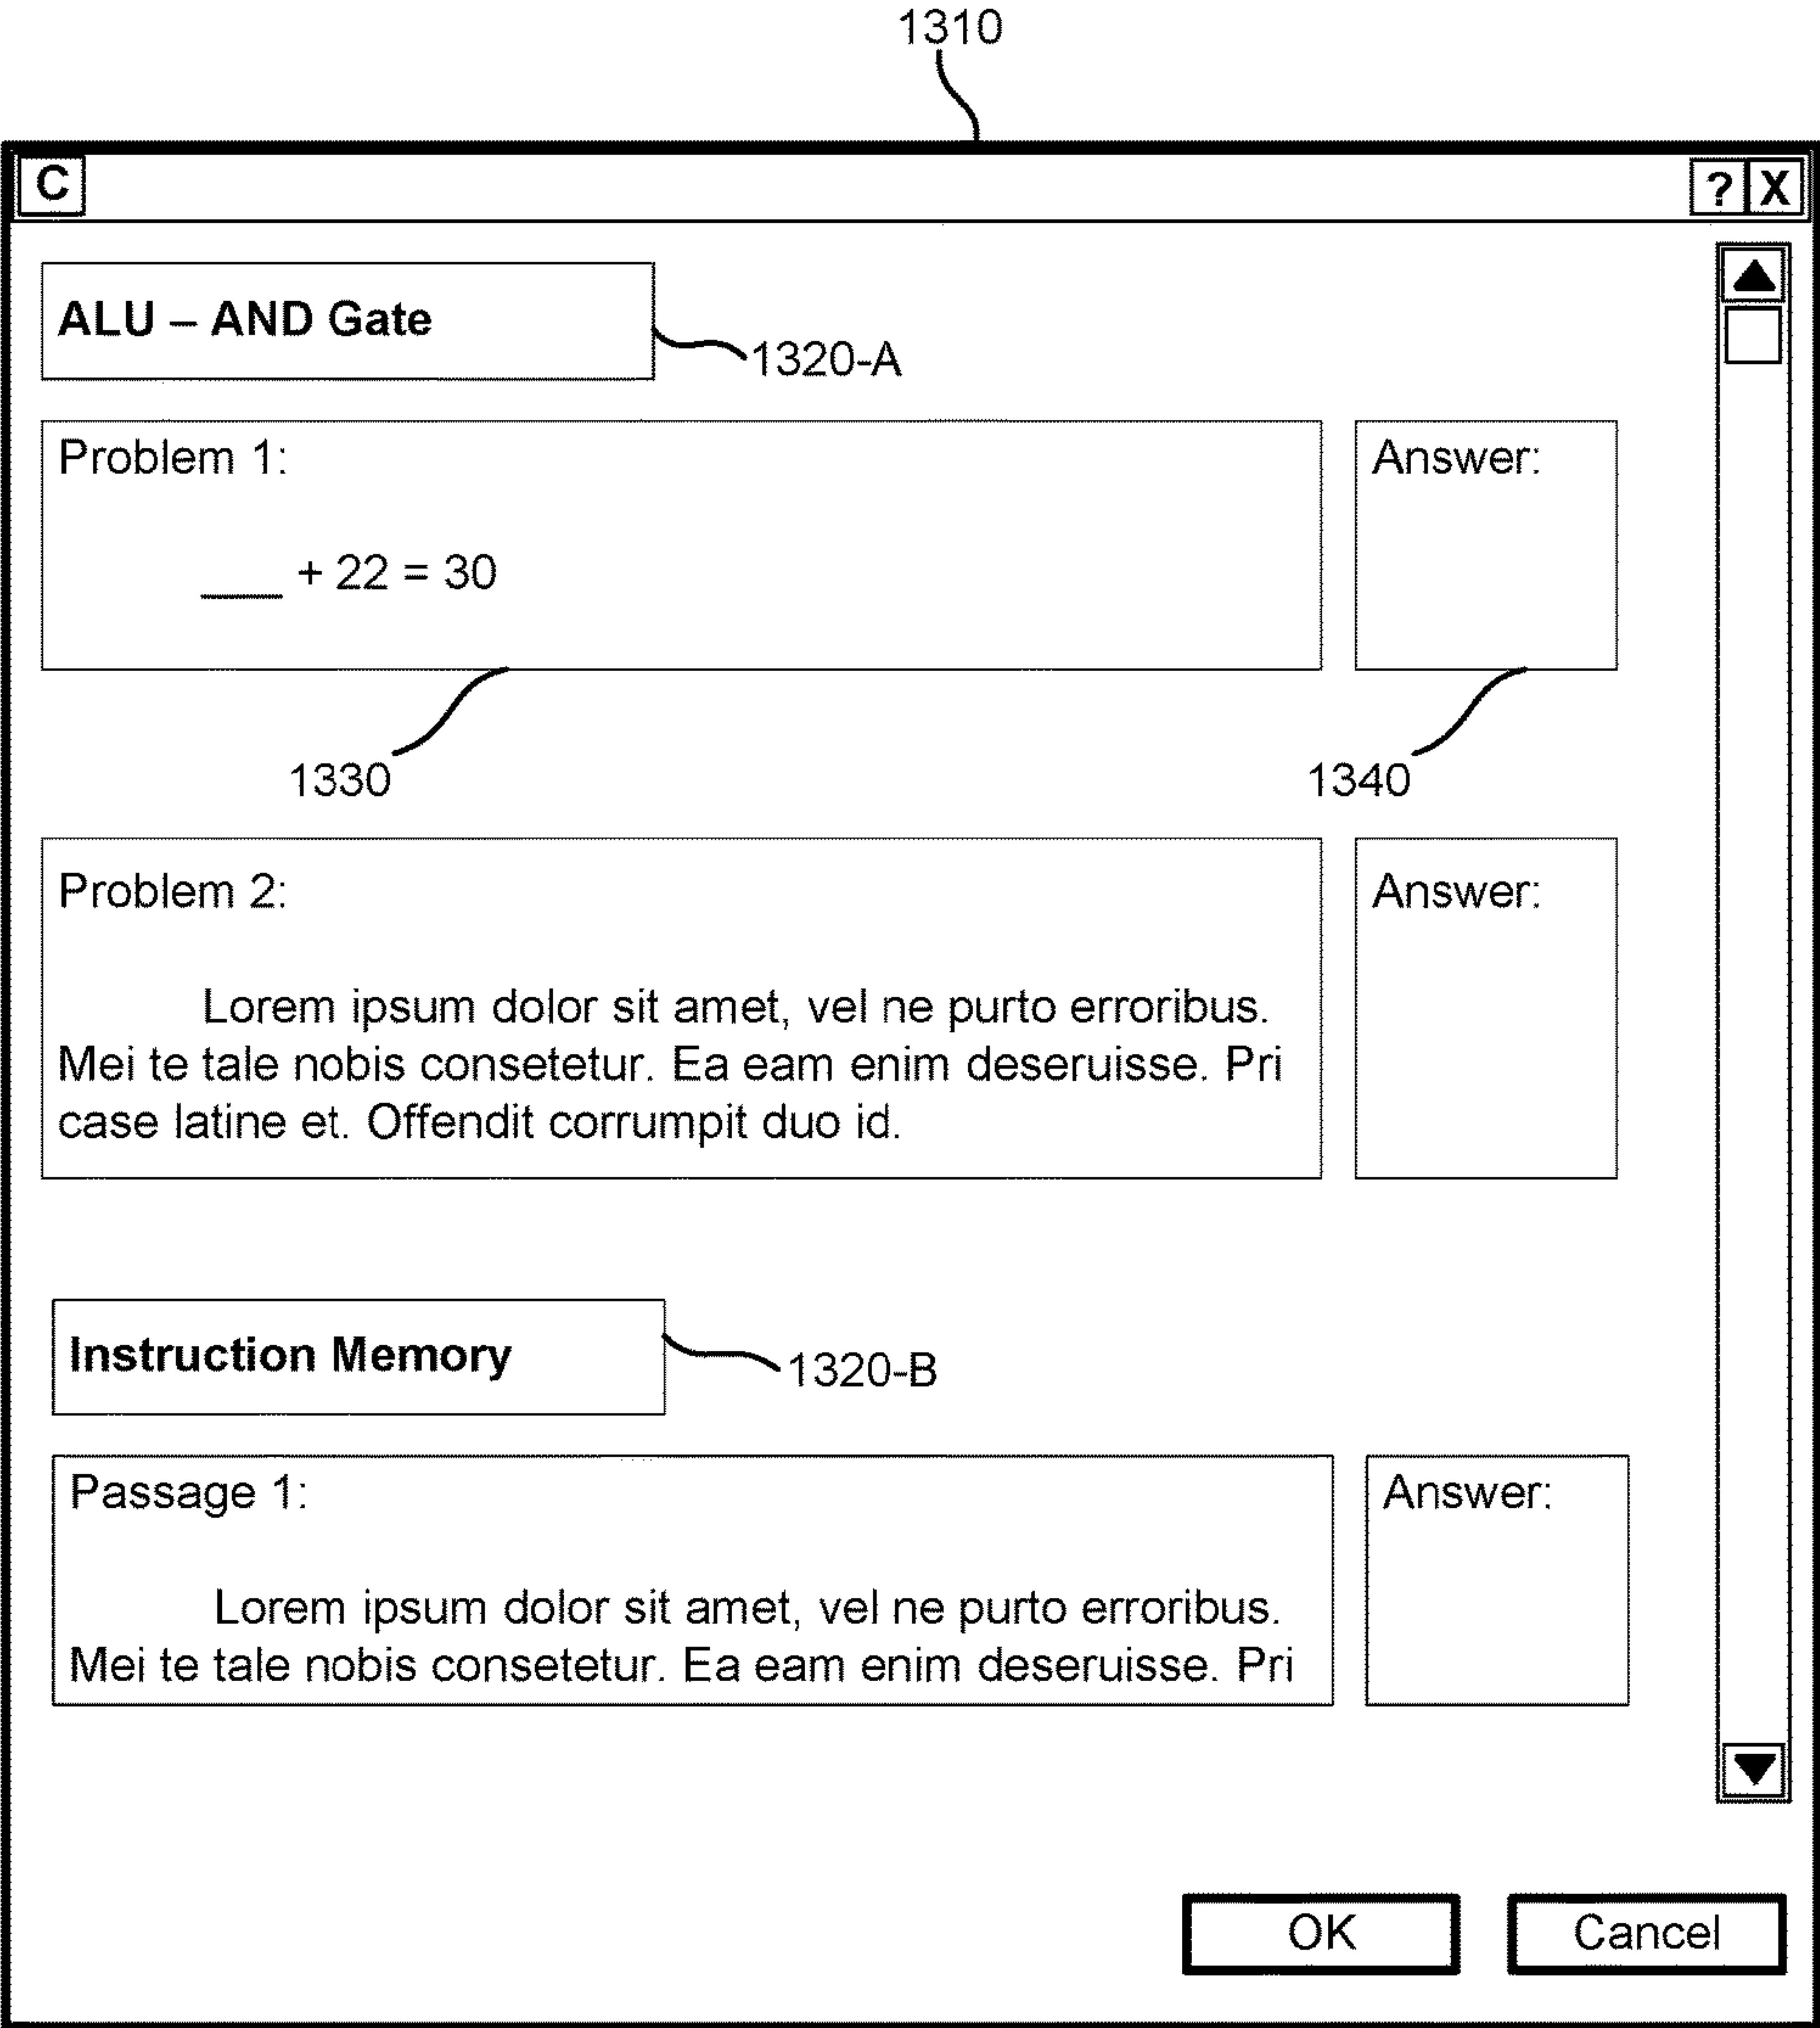 1310
C ? X
ALU – AND Gate
1320-A
Problem 1:
Answer:
____ + 22 = 30
1330
1340
Problem 2:
Answer:
Lorem ipsum dolor sit amet, vel ne purto erroribus.
Mei te tale nobis consetetur. Ea eam enim deseruisse. Pri
case latine et. Offendit corrumpit duo id.
Instruction Memory
1320-B
Passage 1:
Answer:
Lorem ipsum dolor sit amet, vel ne purto erroribus.
Mei te tale nobis consetetur. Ea eam enim deseruisse. Pri
OK
Cancel